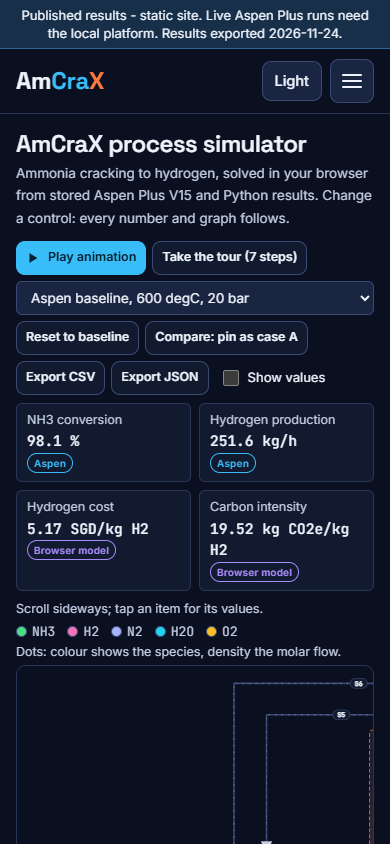 Published results - static site. Live Aspen Plus runs need
the local platform. Results exported 2026-11-24.
AmCraX
Light
AmCraX process simulator
Ammonia cracking to hydrogen, solved in your browser
from stored Aspen Plus V15 and Python results. Change
a control: every number and graph follows.
Play animation
Take the tour (7 steps)
Aspen baseline, 600 degC, 20 bar
Reset to baseline
Compare: pin as case A
Export CSV
Export JSON
Show values
NH3 conversion
98.1 %
Aspen
Hydrogen production
251.6 kg/h
Aspen
Hydrogen cost
5.17 SGD/kg H2
Browser model
Carbon intensity
19.52 kg CO2e/kg
H2
Browser model
Scroll sideways; tap an item for its values.
NH3 H2 N2 H2O O2
Dots: colour shows the species, density the molar flow.
S6
S5